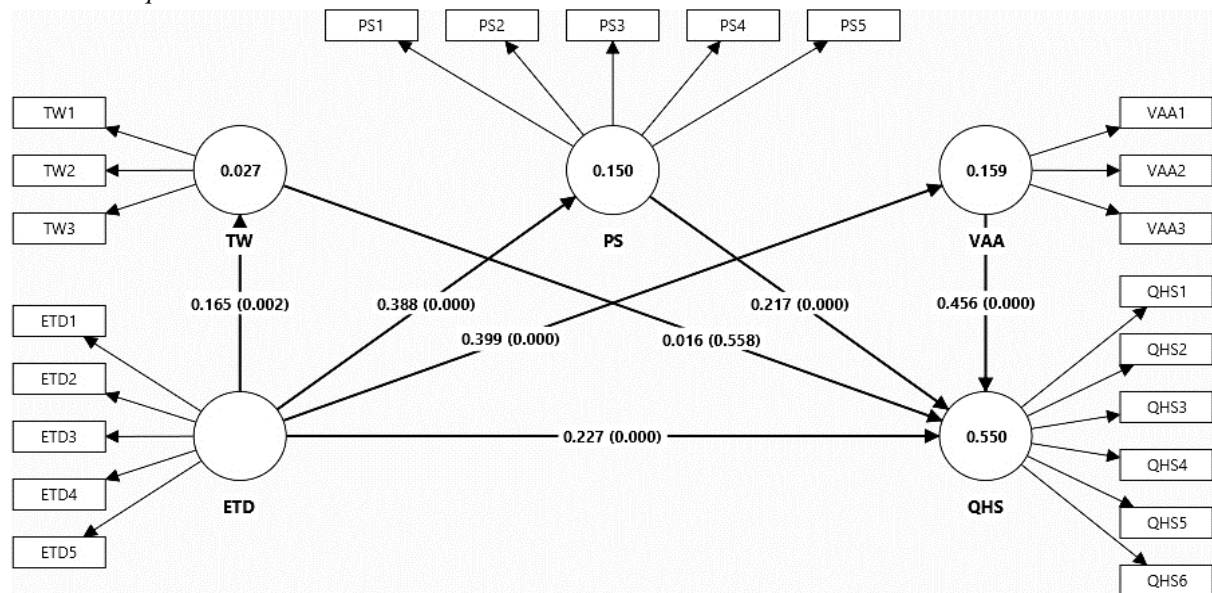 PS1 PS2 PS3 PS4 PS5
TW1
TW2
TW3
0.027
TW
0.150
PS
0.159
VAA
VAA1
VAA2
VAA3
0.165 (0.002)
0.388 (0.000)
0.399 (0.000)
0.016 (0.558)
0.217 (0.000)
0.456 (0.000)
ETD1
ETD2
ETD3
ETD4
ETD5
ETD
0.227 (0.000)
0.550
QHS
QHS1
QHS2
QHS3
QHS4
QHS5
QHS6